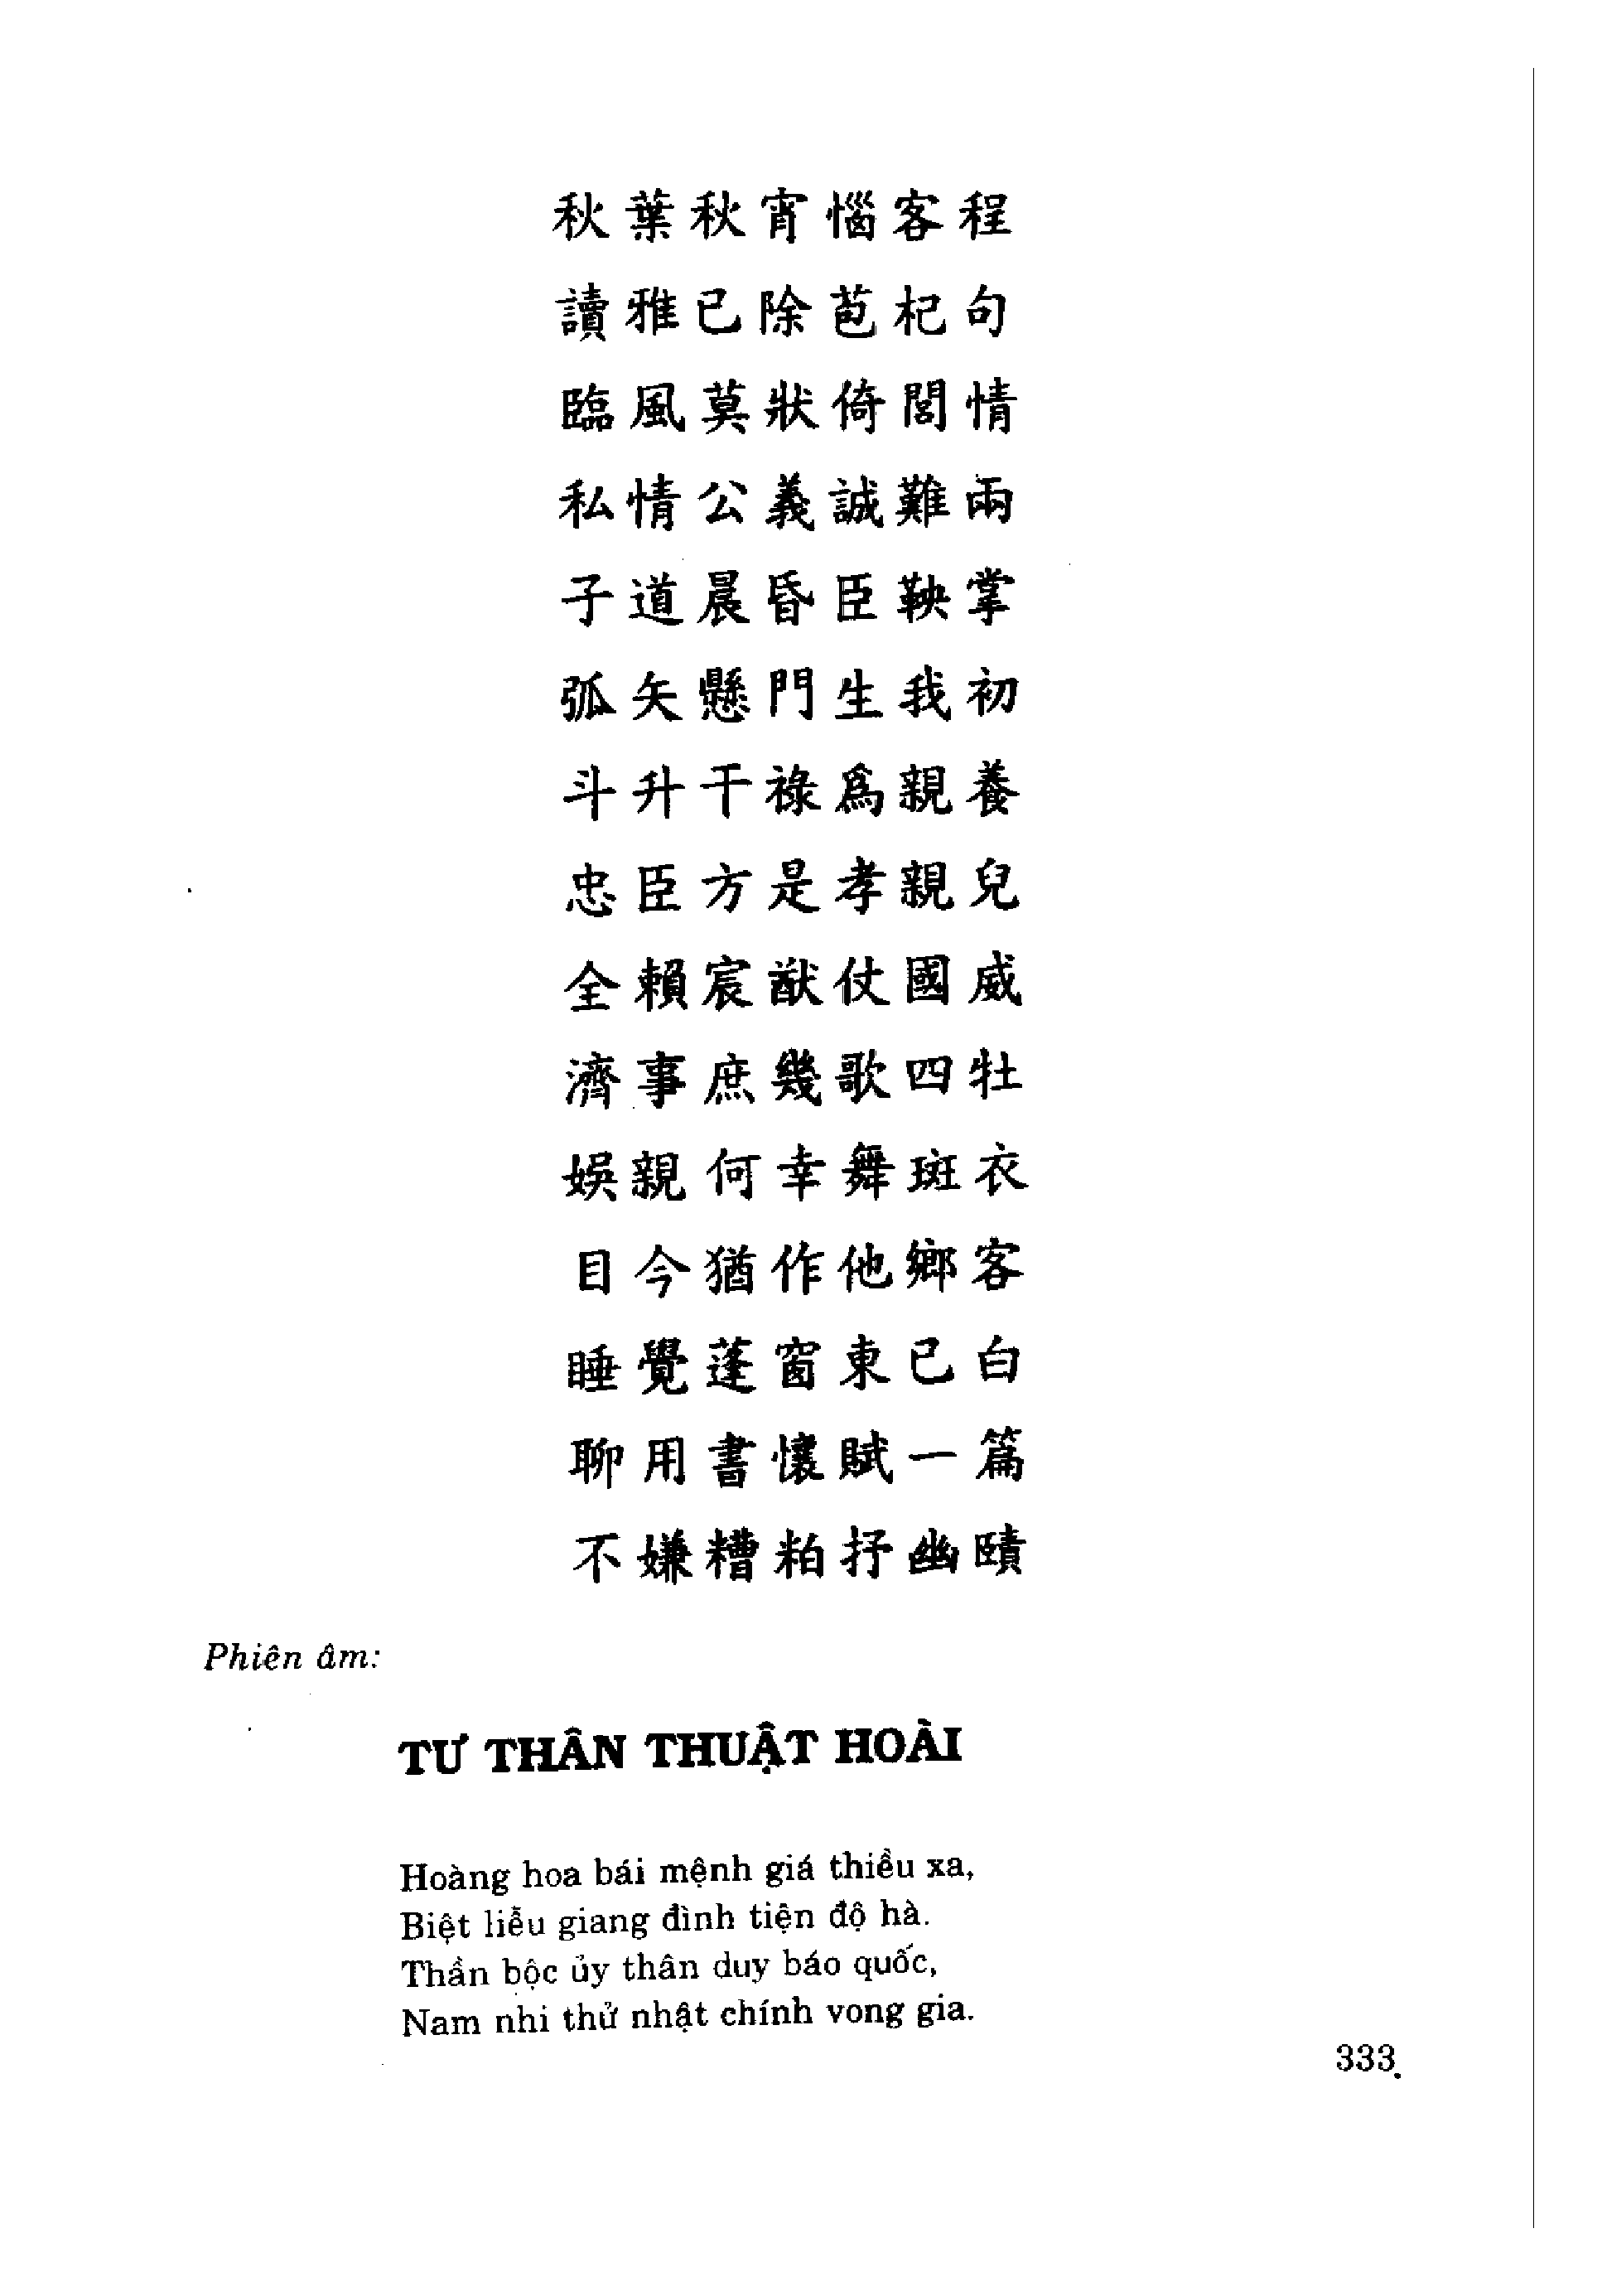 秋葉秋宵惱客程
讀雅已除苞杞句
臨風莫狀倚閭情
私情公義誠難兩
子道晨昏臣鞅掌
弧矢懸門生我初
斗升干祿爲親養
忠臣方是孝親兒
全賴宸猷仗國威
濟事庶幾歌四牡
娛親何幸舞斑衣
目今猶作他鄉客
睡覺蓬窗東已白
聊用書懷賦一篇
不嫌糟粕抒幽賾
Phiên âm:
TƯ THÂN THUẬT HOÀI
Hoàng hoa bái mệnh giá thiều xa,
Biệt liễu giang đình tiện độ hà.
Thần bộc ủy thân duy báo quốc,
Nam nhi thử nhật chính vong gia.
333